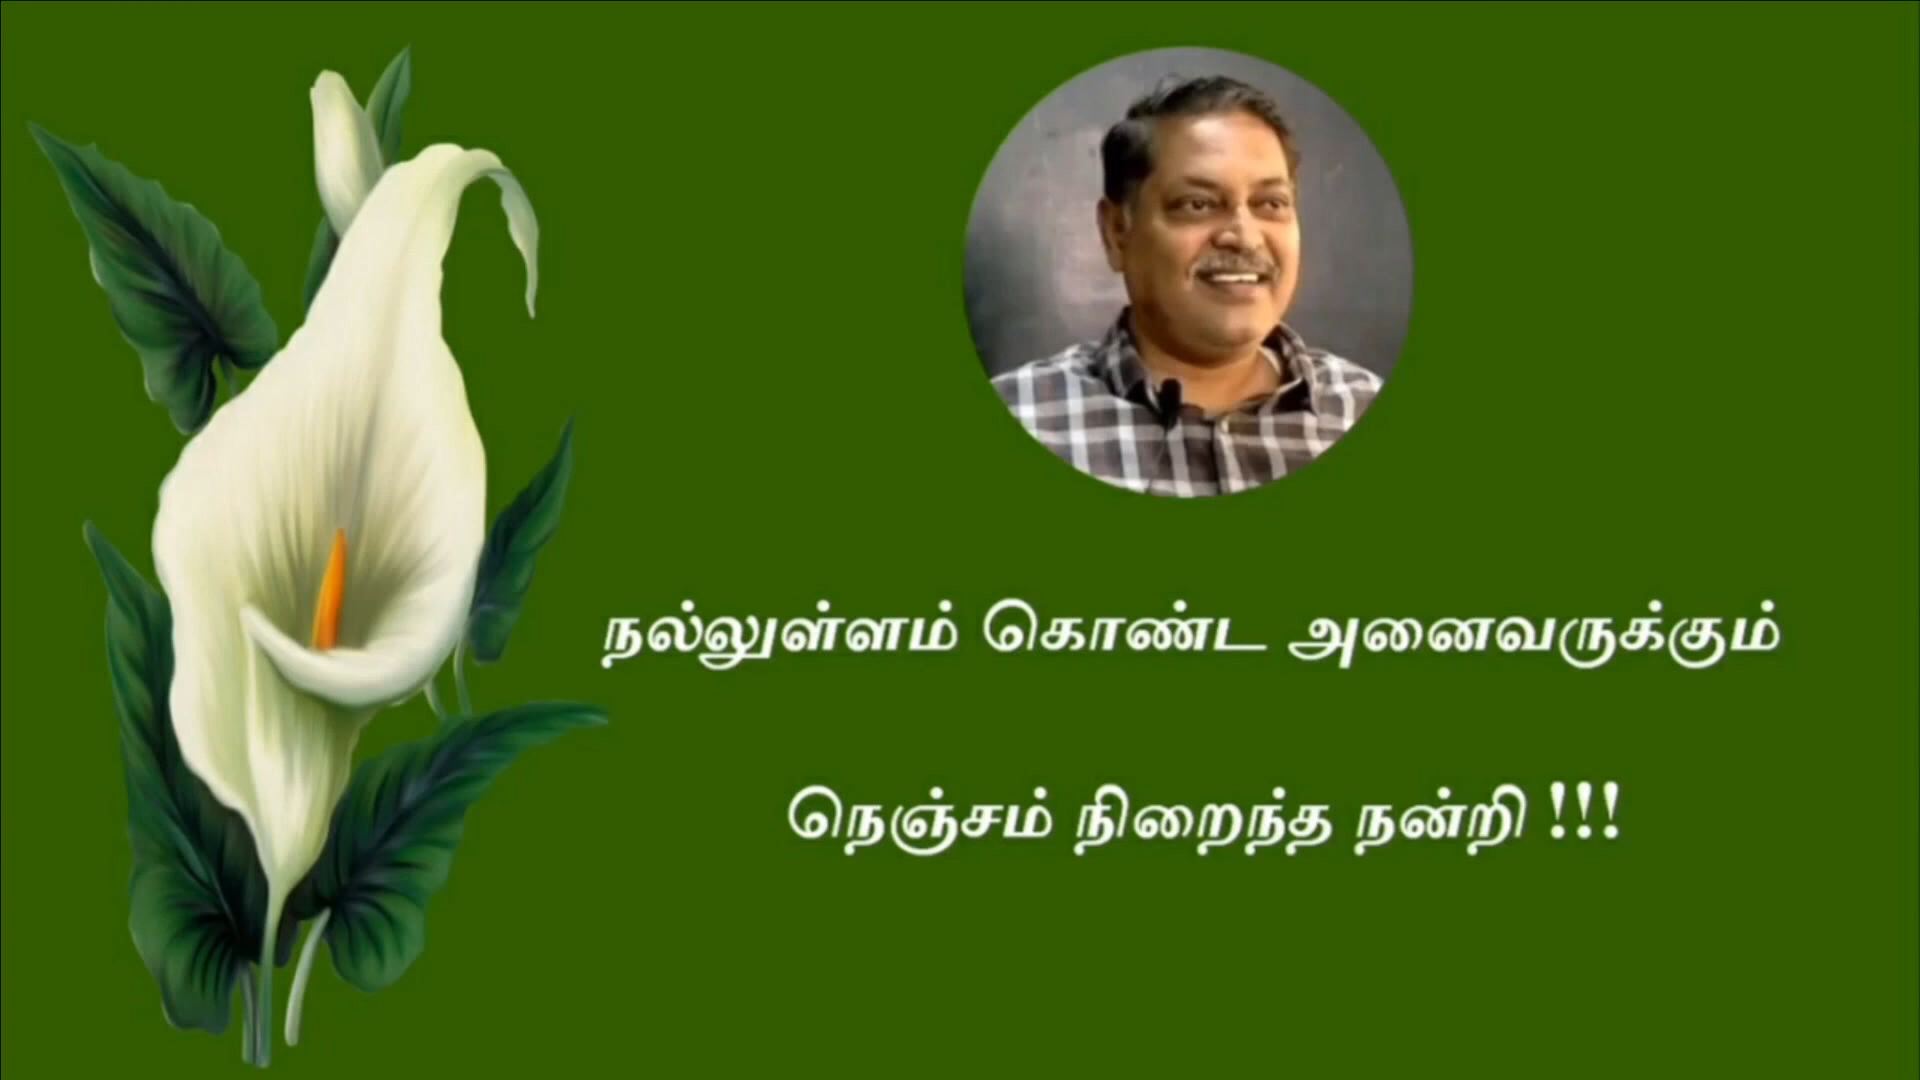 நல்லுள்ளம் கொண்ட அனைவருக்கும்
நெஞ்சம் நிறைந்த நன்றி !!!